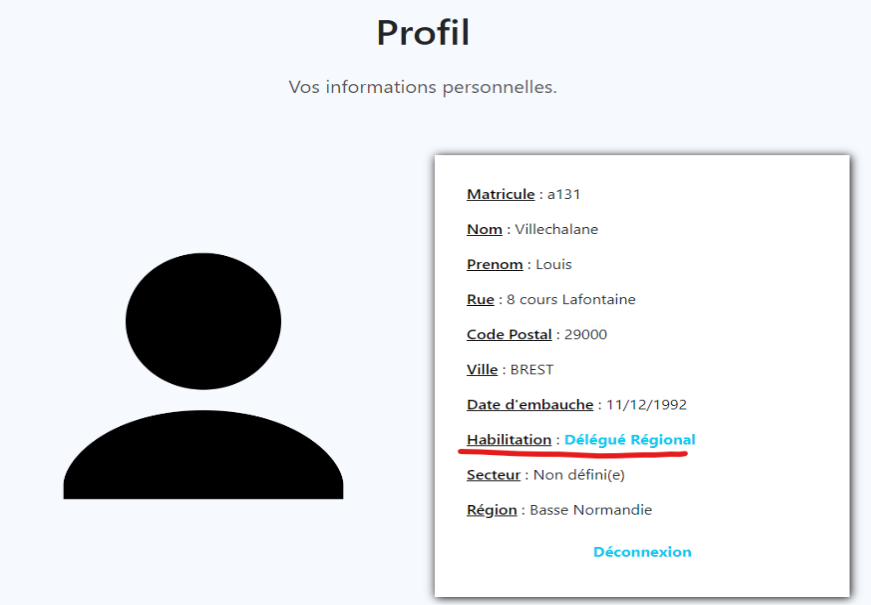 Profil
Vos informations personnelles.
Matricule : a131
Nom : Villechalane
Prenom : Louis
Rue : 8 cours Lafontaine
Code Postal : 29000
Ville : BREST
Date d'embauche : 11/12/1992
Habilitation : Délégué Régional
Secteur : Non défini(e)
Région : Basse Normandie
Déconnexion